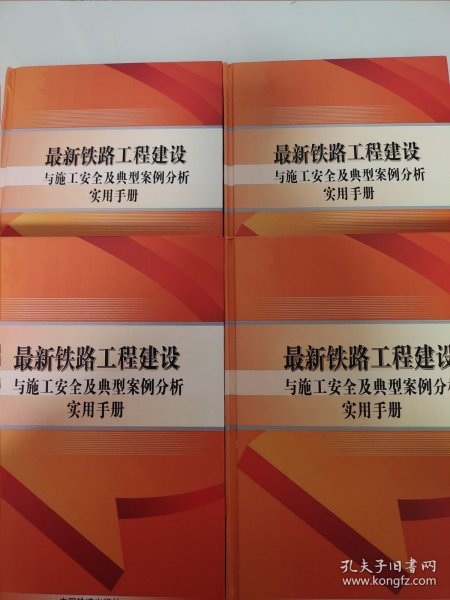 最新铁路工程建设
与施工安全及典型案例分析
实用手册
最新铁路工程建设
与施工安全及典型案例分析
实用手册
最新铁路工程建设
与施工安全及典型案例分析
实用手册
最新铁路工程建设
与施工安全及典型案例分析
实用手册
孔夫子旧书网
www.kongfz.com